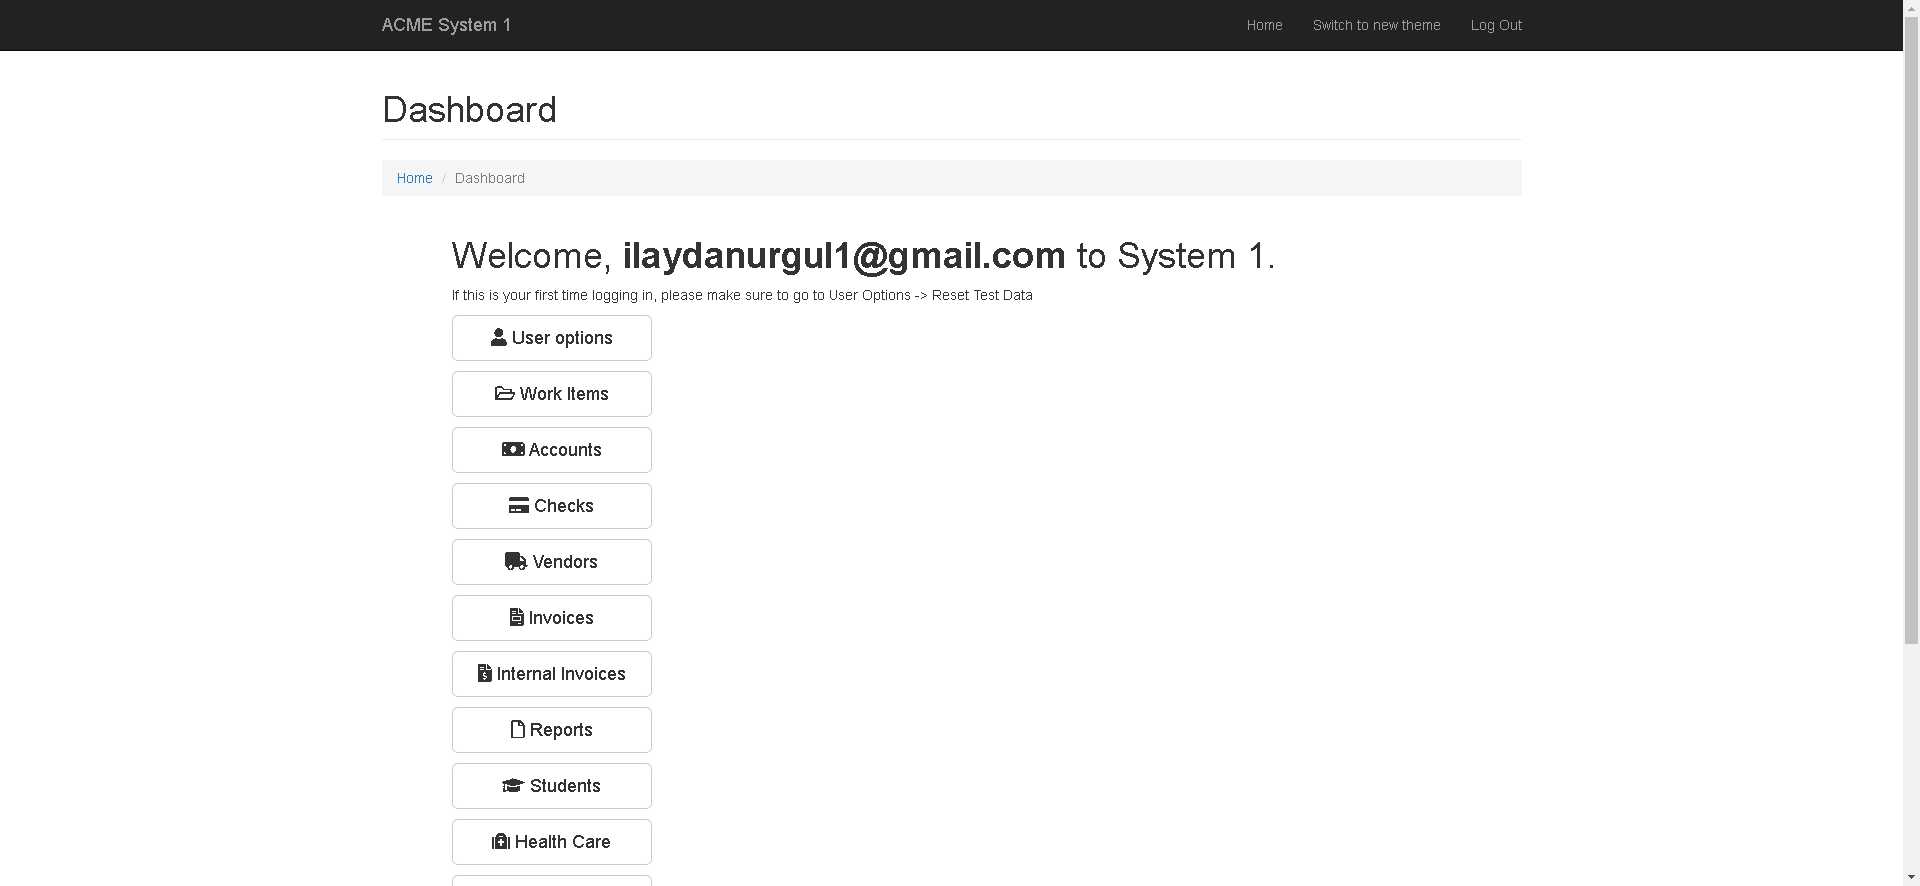 ACME System 1
Home
Switch to new theme
Log Out
Dashboard
Home / Dashboard
Welcome, ilaydanurgul1@gmail.com to System 1.
If this is your first time logging in, please make sure to go to User Options -> Reset Test Data
User options
Work Items
Accounts
Checks
Vendors
Invoices
Internal Invoices
Reports
Students
Health Care